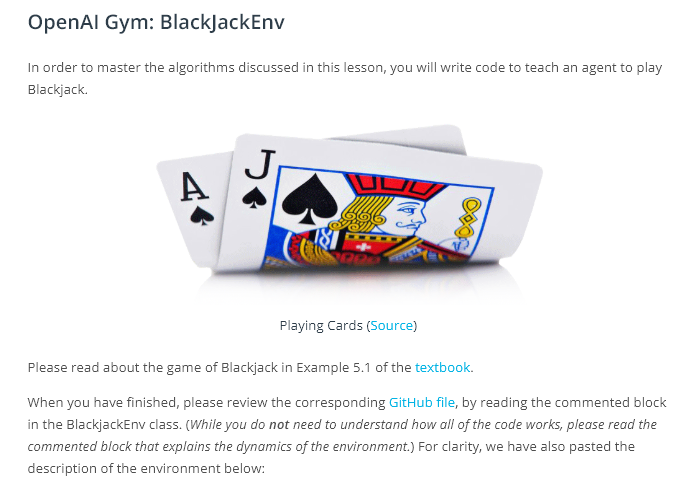 OpenAI Gym: BlackJackEnv
In order to master the algorithms discussed in this lesson, you will write code to teach an agent to play
Blackjack.
A
J
Playing Cards (Source)
Please read about the game of Blackjack in Example 5.1 of the textbook.
When you have finished, please review the corresponding GitHub file, by reading the commented block
in the BlackjackEnv class. (While you do not need to understand how all of the code works, please read the
commented block that explains the dynamics of the environment.) For clarity, we have also pasted the
description of the environment below: